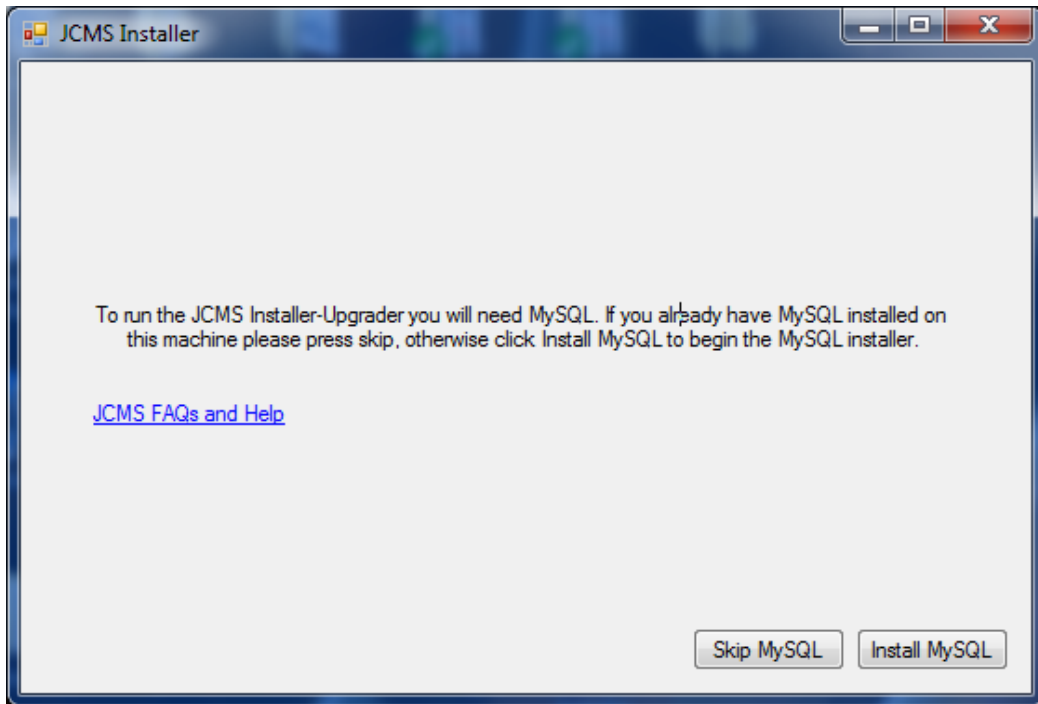 JCMS Installer
To run the JCMS Installer-Upgrader you will need MySQL. If you already have MySQL installed on
this machine please press skip, otherwise click Install MySQL to begin the MySQL installer.
JCMS FAQs and Help
Skip MySQL
Install MySQL